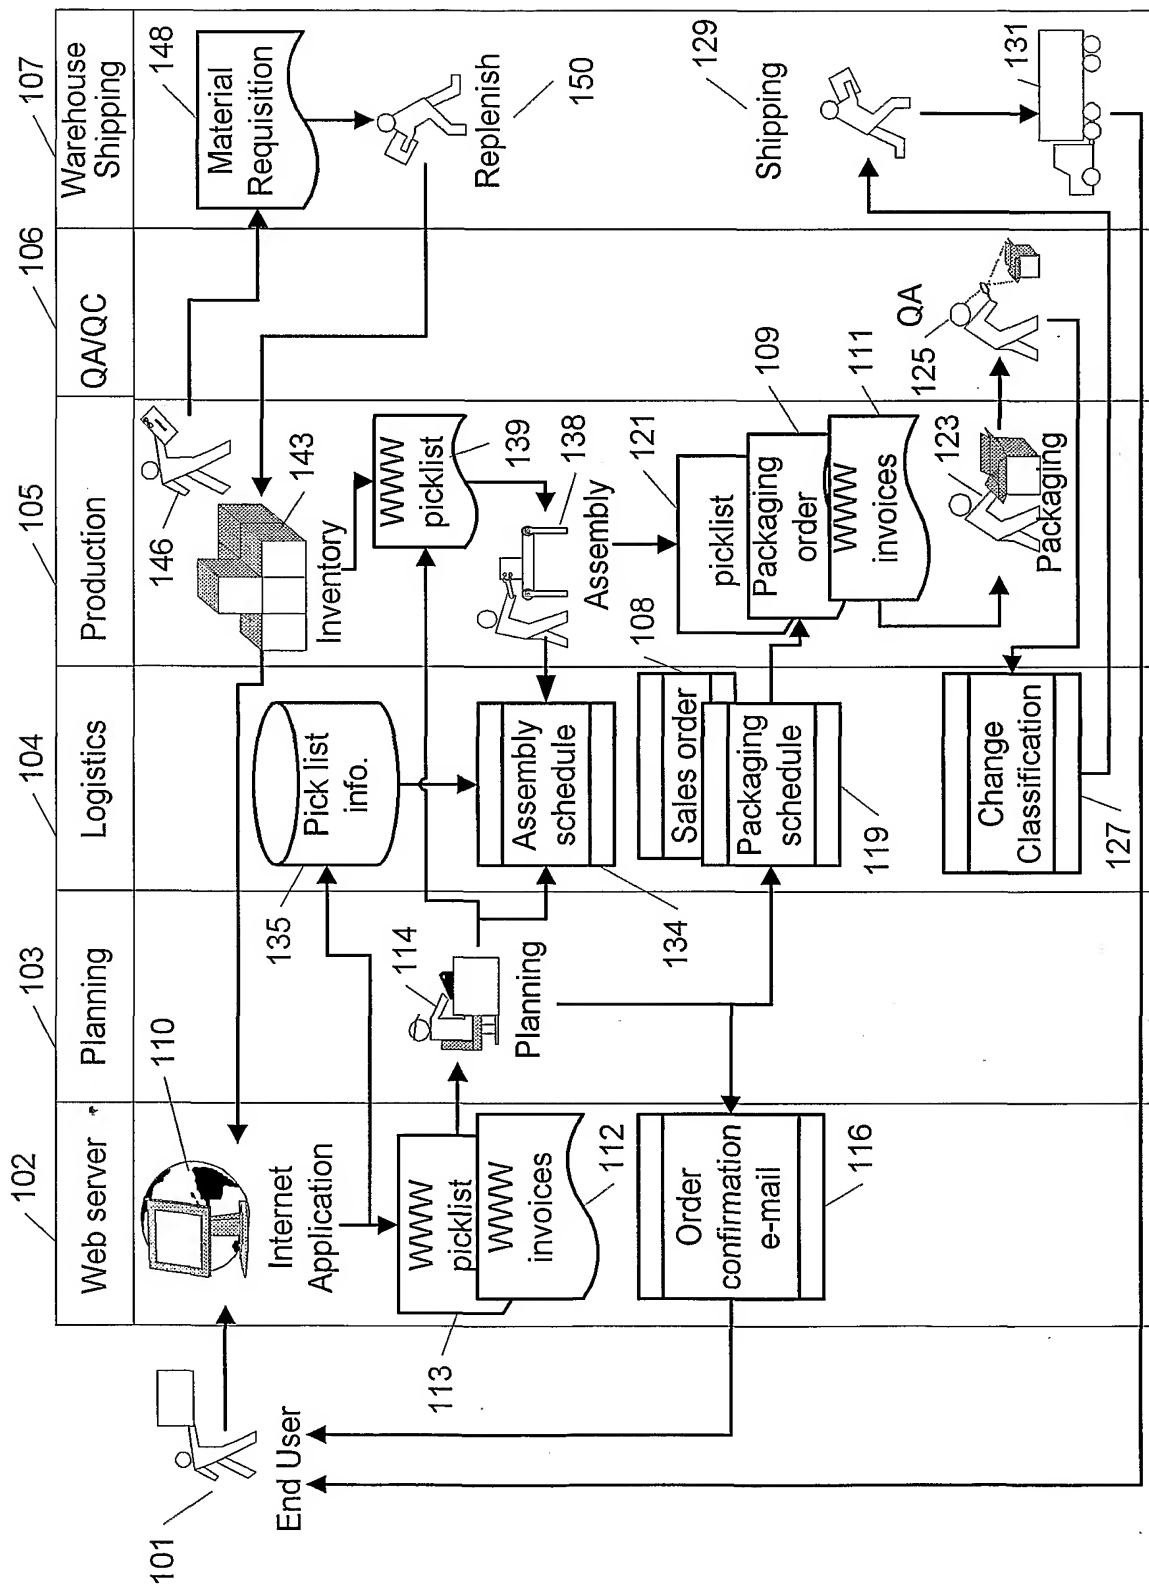 102
103
104
105
106
107
Web server
Planning
Logistics
Production
QA/QC
Warehouse
Shipping
101
End User
110
Internet
Application
135
Pick list
info.
146
143
Inventory
148
Material
Requisition
Replenish
150
113
WWW
picklist
WWW
invoices
112
114
Planning
Assembly
schedule
134
WWW
picklist
139
138
Assembly
Order
confirmation
e-mail
116
108
Sales order
Packaging
schedule
119
121
picklist
Packaging
order
109
WWW
invoices
111
123
Packaging
125
QA
129
Shipping
131
Change
Classification
127